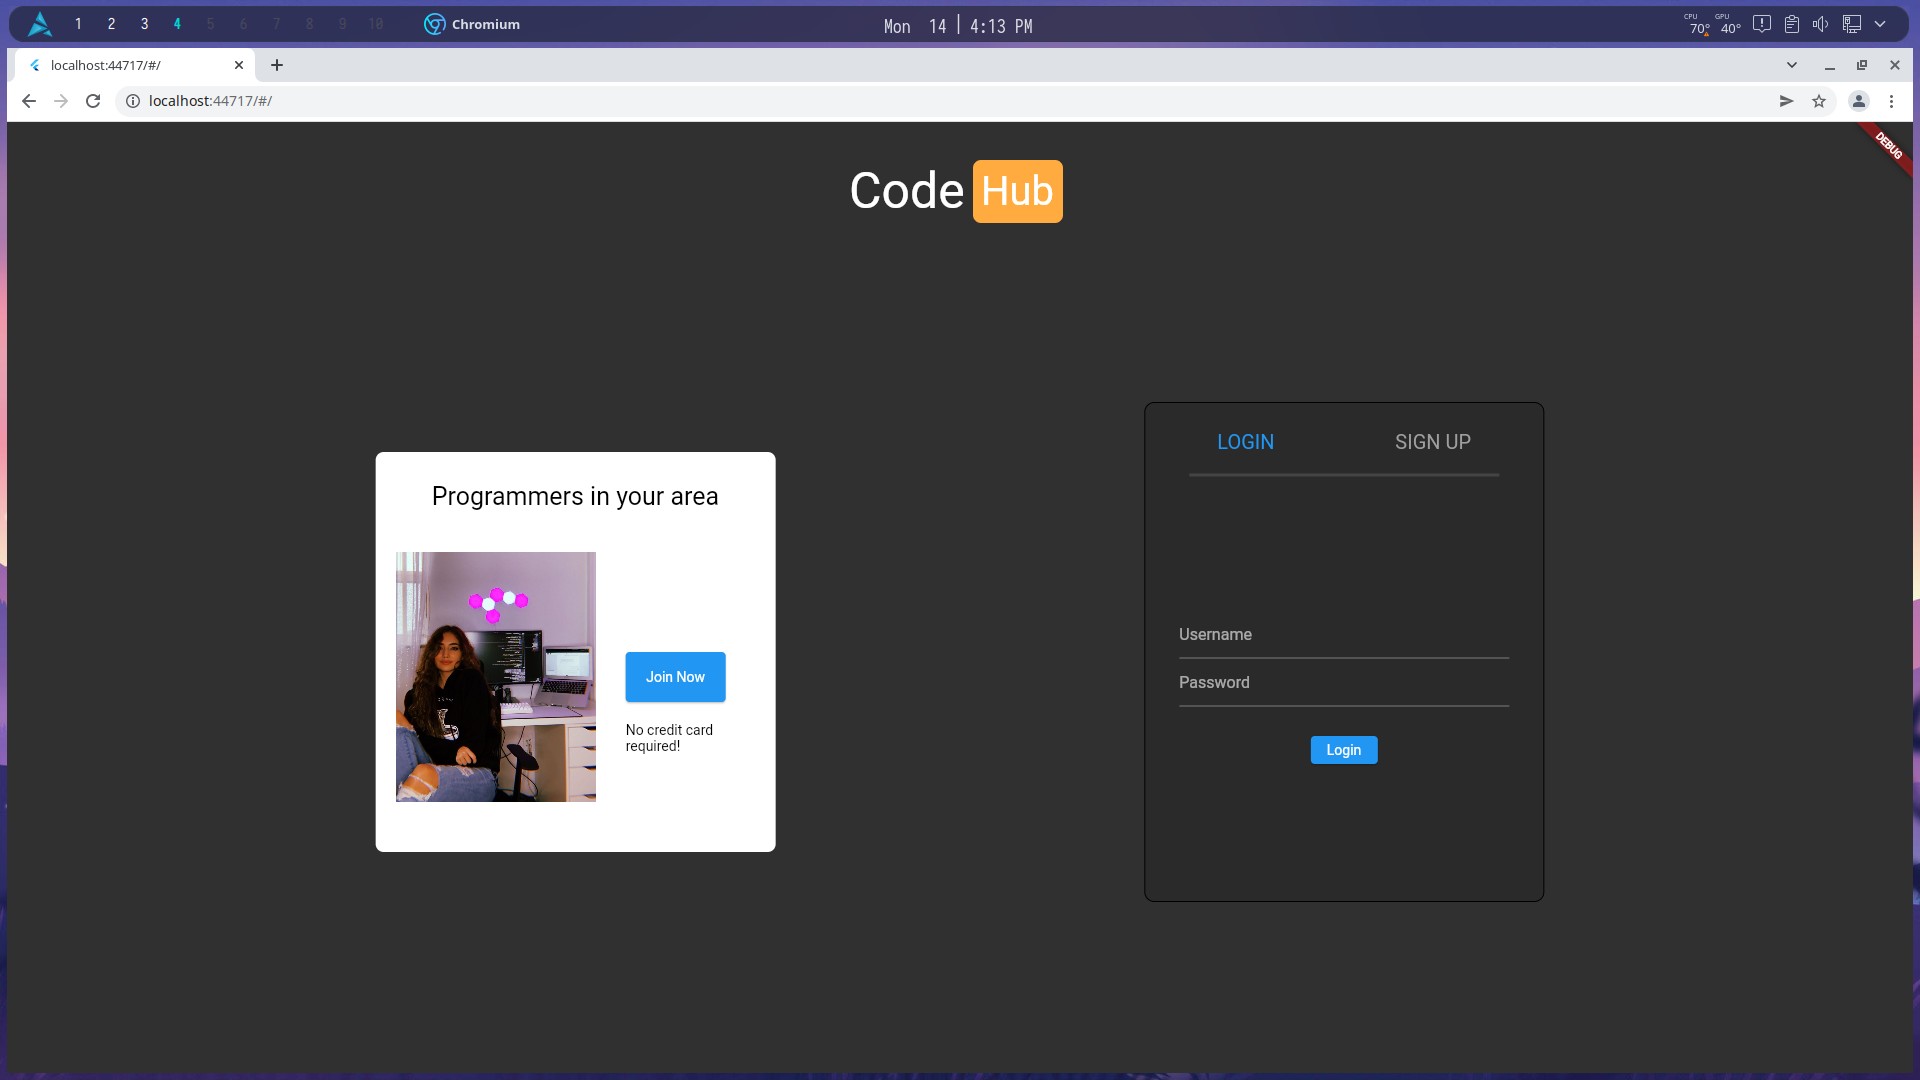 1 2 3 4 5 6 7 8 9 10
Chromium
Mon 14 | 4:13 PM
CPU 70° GPU 40°
localhost:44717/#/
localhost:44717/#/
DEBUG
Code Hub
LOGIN SIGN UP
Programmers in your area
Username
Join Now
Password
No credit card
required!
Login